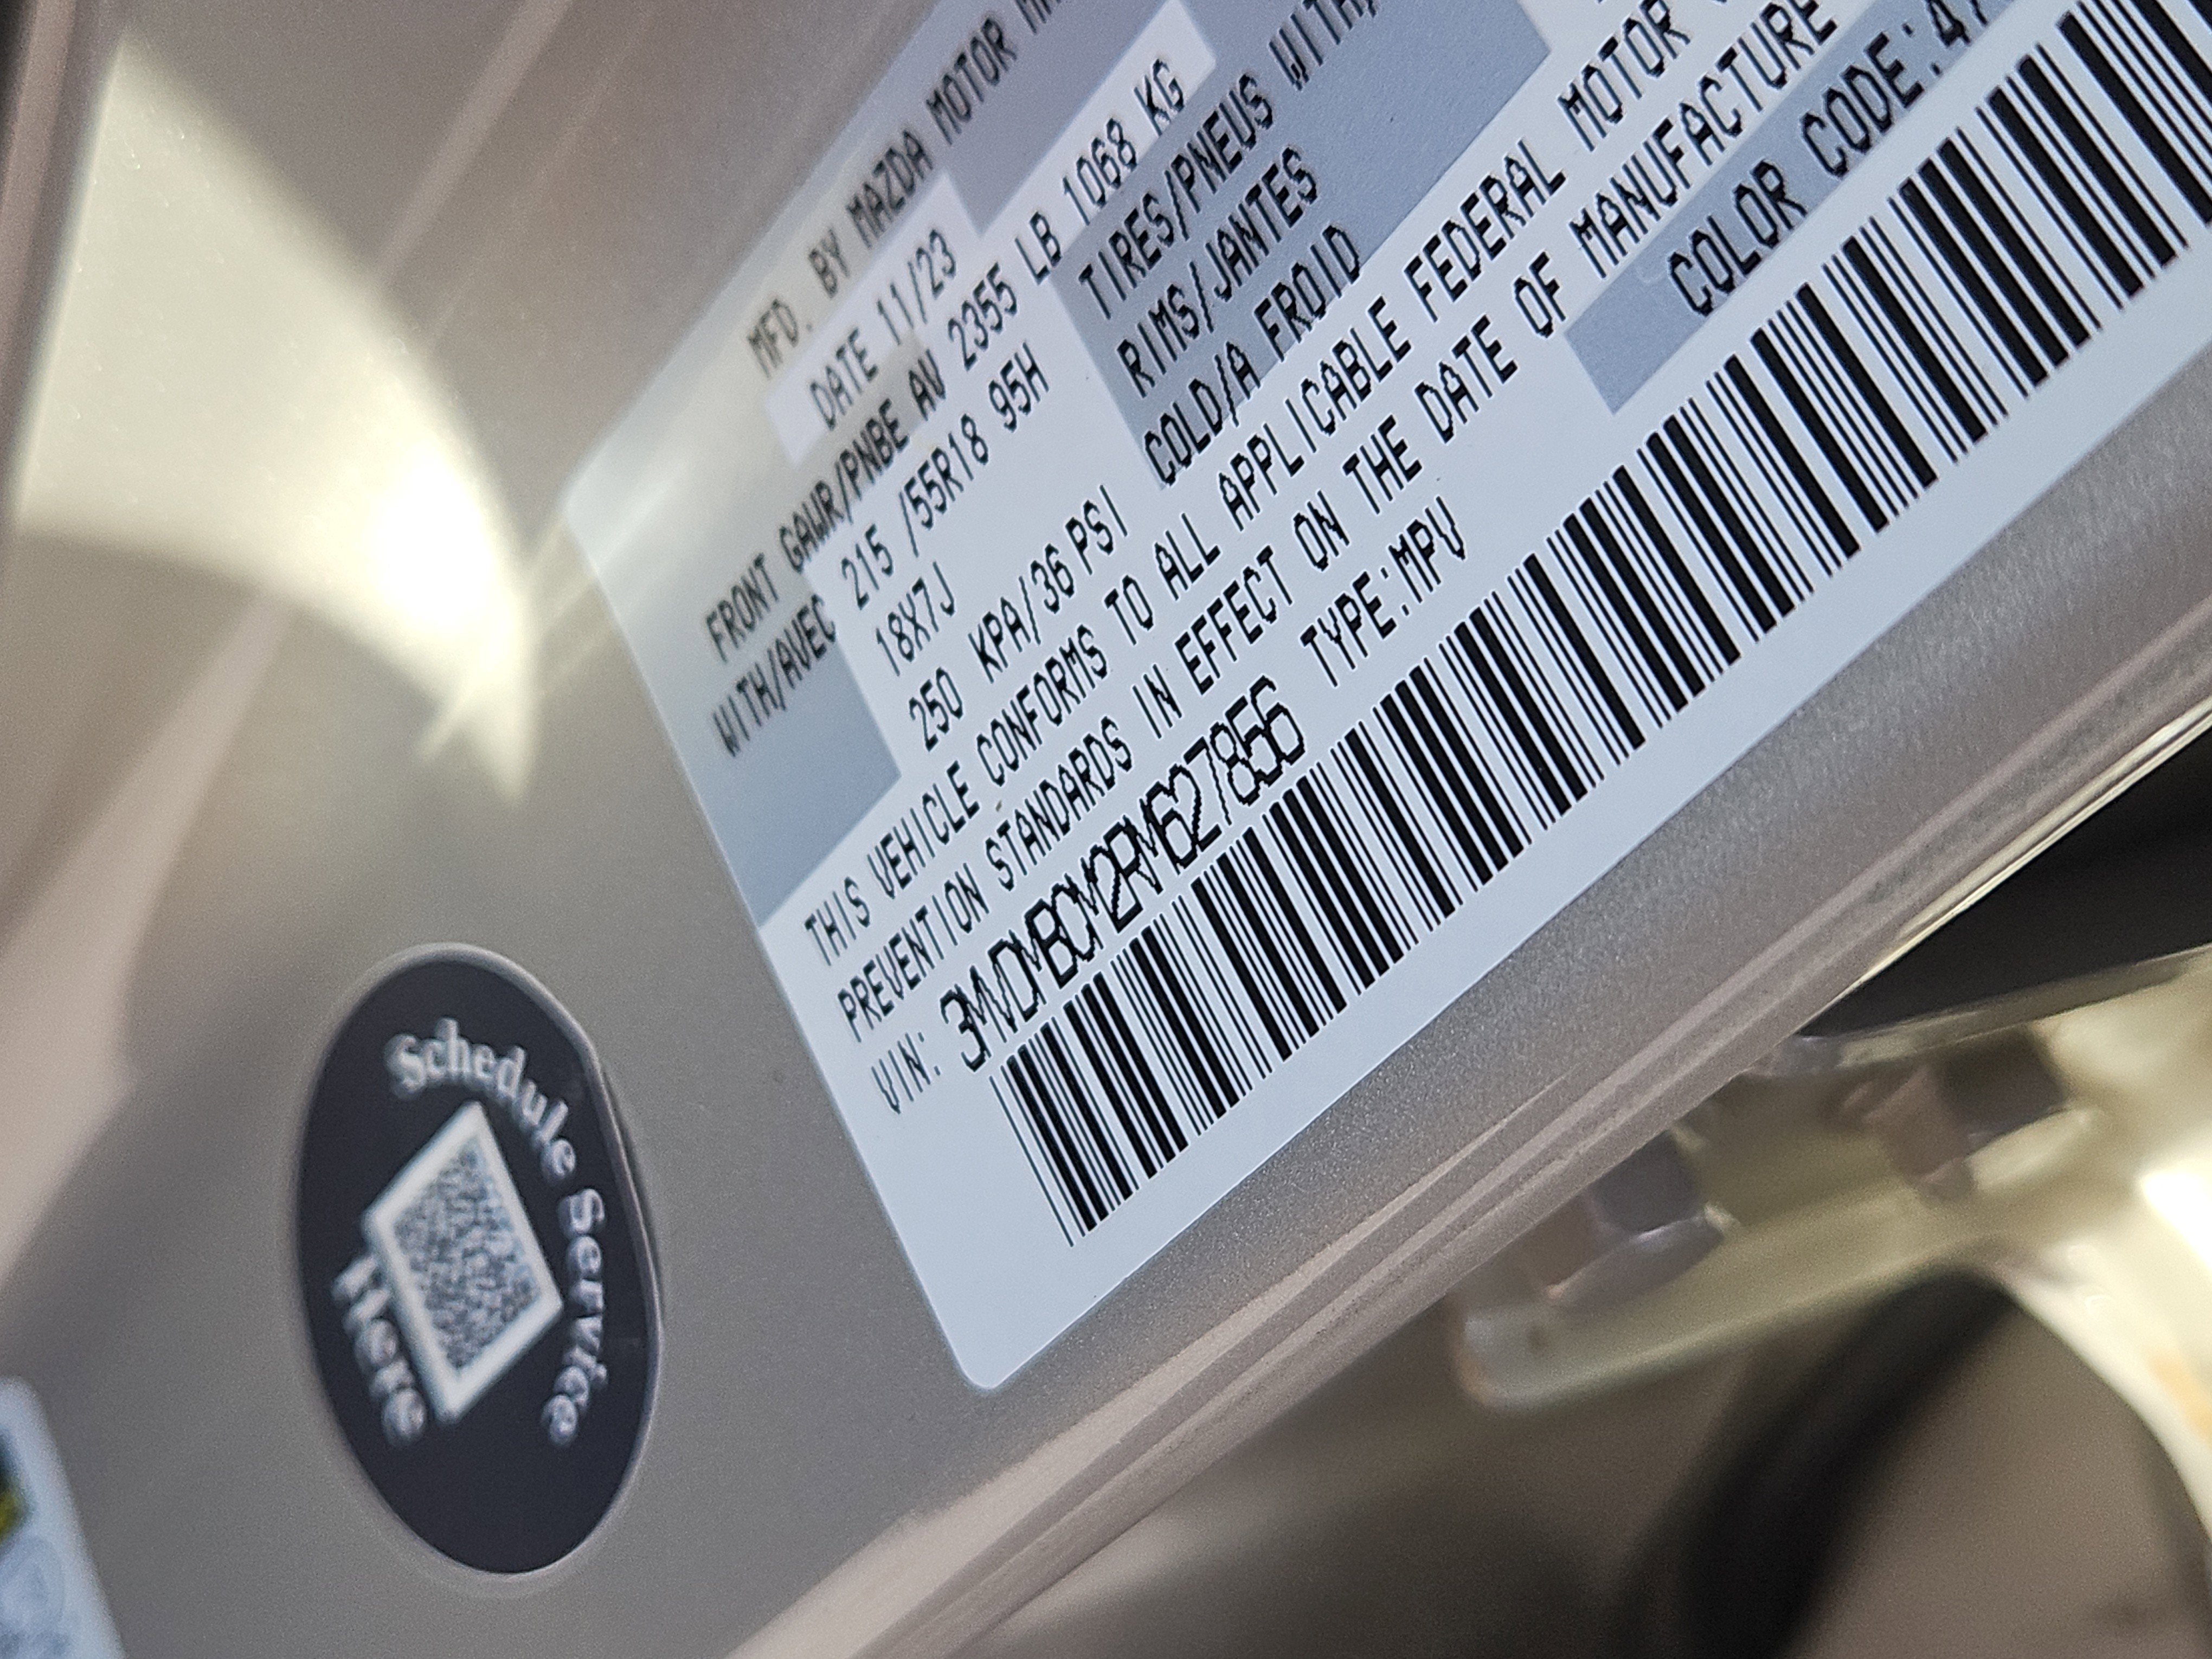 MFD. BY MAZDA MOTOR
DATE 11/23
FRONT GAWR/PNBE AV 2355 LB 1068 KG
WITH/AVEC 215 /55R18 95H TIRES/PNEUS WITH/
18X7J RIMS/JANTES
250 KPA/36 PSI COLD/A FROID
THIS VEHICLE CONFORMS TO ALL APPLICABLE FEDERAL MOTOR
PREVENTION STANDARDS IN EFFECT ON THE DATE OF MANUFACTURE
VIN: 3MVDMBCM2RM627856 TYPE:MPV COLOR CODE:47
Schedule Service
Here